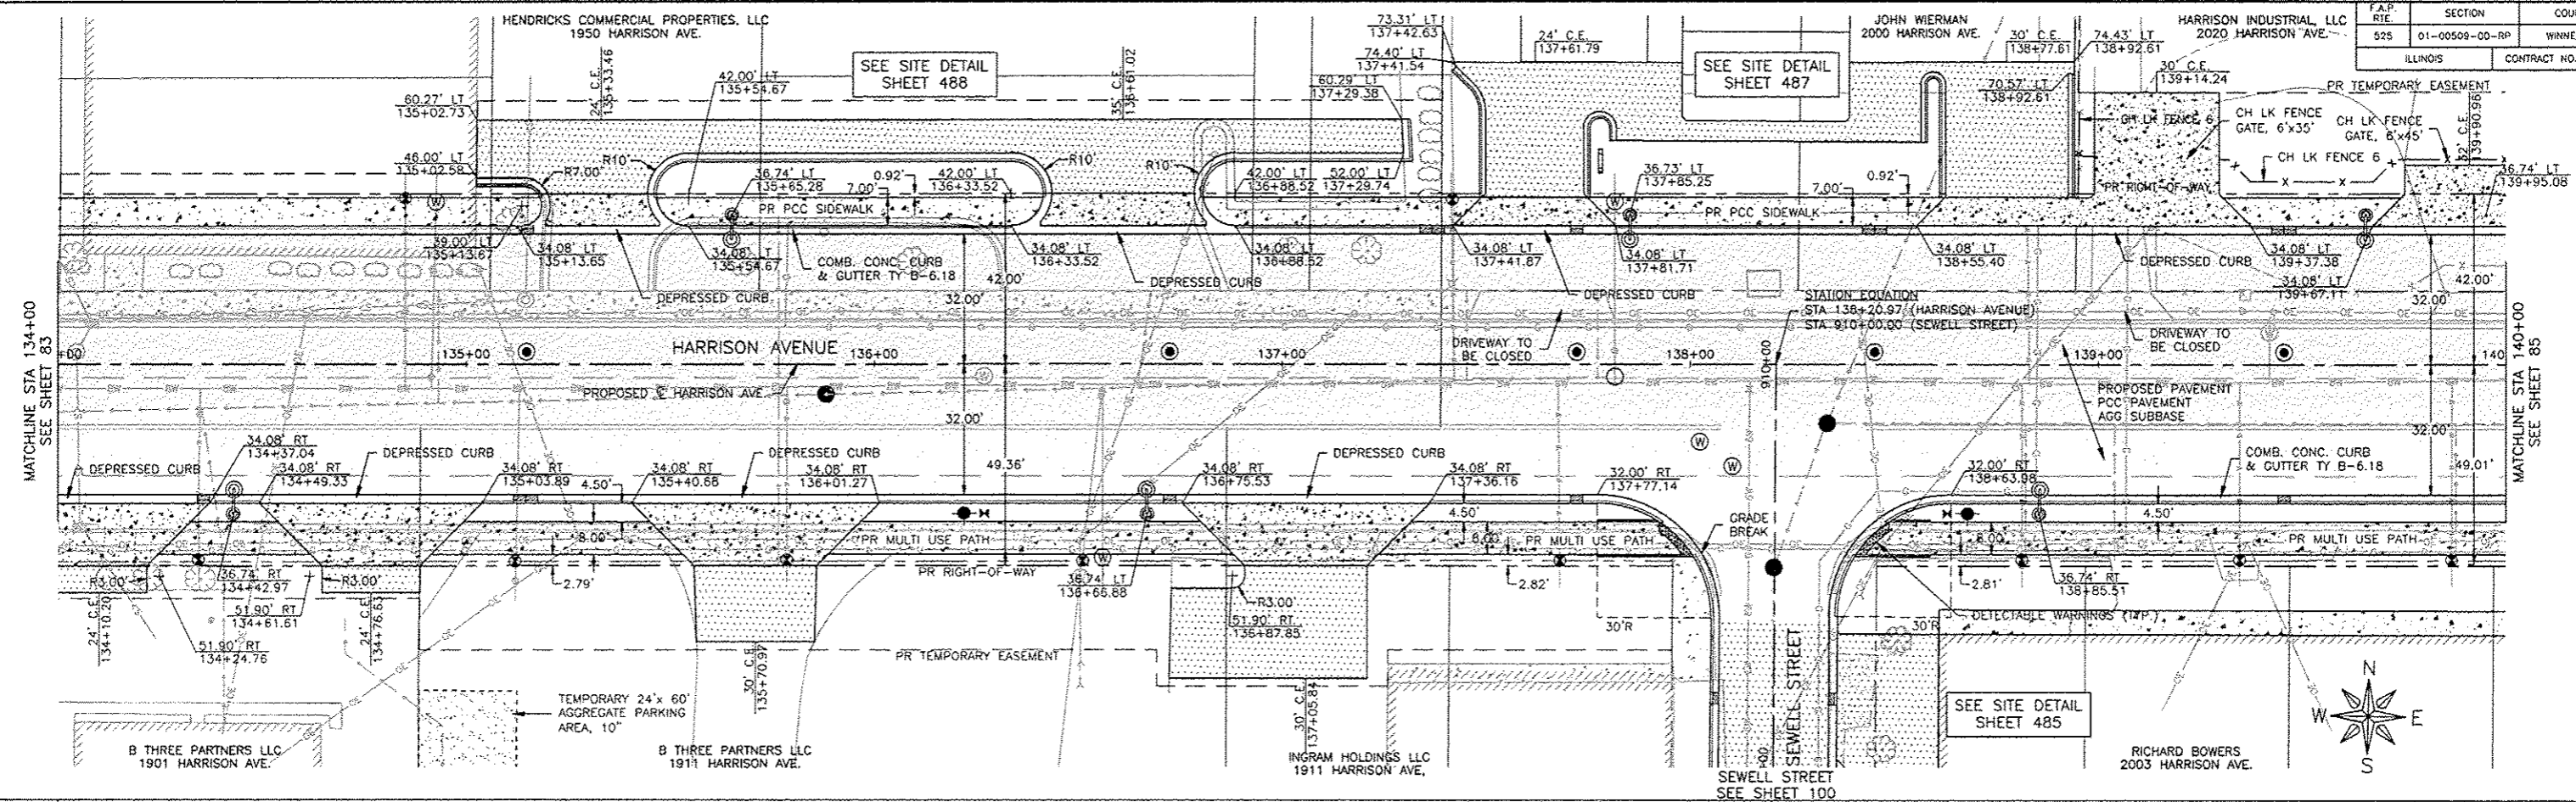 HENDRICKS COMMERCIAL PROPERTIES, LLC
1950 HARRISON AVE.
SEE SITE DETAIL
SHEET 488
SEE SITE DETAIL
SHEET 487
JOHN WIERMAN
2000 HARRISON AVE.
HARRISON INDUSTRIAL, LLC
2020 HARRISON AVE.
F.A.P. RTE.
SECTION
COU
525
01-00509-00-RP
WINNE
ILLINOIS
CONTRACT NO.
60.27' LT
135+02.73
24' C.E.
135+33.46
42.00' LT
135+54.67
35' C.E.
136+61.02
73.31' LT
137+42.63
74.40' LT
137+41.54
60.29' LT
137+29.38
24' C.E.
137+61.79
30' C.E.
138+77.61
74.43' LT
138+92.61
70.57' LT
138+92.61
30' C.E.
139+14.24
PR TEMPORARY EASEMENT
CH LK FENCE 6
CH LK FENCE
GATE, 6'x35'
CH LK FENCE
GATE, 6'x45'
CH LK FENCE 6
32' C.E.
139+90.96
36.74' LT
139+95.08
46.00' LT
135+02.58
R7.00'
R10'
36.74' LT
135+65.28
0.92'
7.00'
42.00' LT
136+33.52
R10'
R10'
42.00' LT
136+88.52
52.00' LT
137+29.74
36.73' LT
137+85.25
0.92'
7.00'
PR RIGHT-OF-WAY
PR PCC SIDEWALK
PR PCC SIDEWALK
39.00' LT
135+13.67
34.08' LT
135+13.65
34.08' LT
135+54.67
COMB. CONC. CURB
& GUTTER TY B-6.18
34.08' LT
136+33.52
34.08' LT
136+88.52
34.08' LT
137+41.87
34.08' LT
137+81.71
34.08' LT
138+55.40
34.08' LT
139+37.38
34.08' LT
139+67.11
DEPRESSED CURB
DEPRESSED CURB
DEPRESSED CURB
DEPRESSED CURB
42.00'
32.00'
42.00'
32.00'
STATION EQUATION
STA 138+20.97 (HARRISON AVENUE)
STA 910+00.00 (SEWELL STREET)
DRIVEWAY TO
BE CLOSED
DRIVEWAY TO
BE CLOSED
MATCHLINE STA 134+00
SEE SHEET 83
+00
135+00
HARRISON AVENUE
136+00
137+00
138+00
139+00
140
910+00
MATCHLINE STA 140+00
SEE SHEET 85
PROPOSED ℄ HARRISON AVE.
PROPOSED PAVEMENT
PCC PAVEMENT
AGG SUBBASE
32.00'
32.00'
49.36'
49.01'
34.08' RT
134+37.04
DEPRESSED CURB
34.08' RT
134+49.33
DEPRESSED CURB
34.08' RT
135+03.89
4.50'
34.08' RT
135+40.68
DEPRESSED CURB
34.08' RT
136+01.27
34.08' RT
136+75.53
DEPRESSED CURB
34.08' RT
137+36.16
32.00' RT
137+77.14
32.00' RT
138+63.98
COMB. CONC. CURB
& GUTTER TY B-6.18
4.50'
4.50'
GRADE
BREAK
8.00'
PR MULTI USE PATH
8.00'
PR MULTI USE PATH
8.00'
PR MULTI USE PATH
R3.00'
36.74' RT
134+42.97
R3.00'
2.79'
PR RIGHT-OF-WAY
36.74' LT
136+66.88
R3.00
2.82'
2.81'
36.74' RT
138+85.51
24' C.E.
134+10.20
51.90' RT
134+61.61
51.90' RT
134+24.76
24' C.E.
134+76.63
30' C.E.
135+70.97
51.90' RT
136+87.85
30'R
30'R
DETECTABLE WARNINGS (TYP.)
PR TEMPORARY EASEMENT
TEMPORARY 24'x 60'
AGGREGATE PARKING
AREA, 10"
30' C.E.
137+05.84
SEWELL STREET
SEE SITE DETAIL
SHEET 485
B THREE PARTNERS LLC
1901 HARRISON AVE.
B THREE PARTNERS LLC
1911 HARRISON AVE.
INGRAM HOLDINGS LLC
1911 HARRISON AVE,
SEWELL STREET
SEE SHEET 100
RICHARD BOWERS
2003 HARRISON AVE.
N
W
E
S